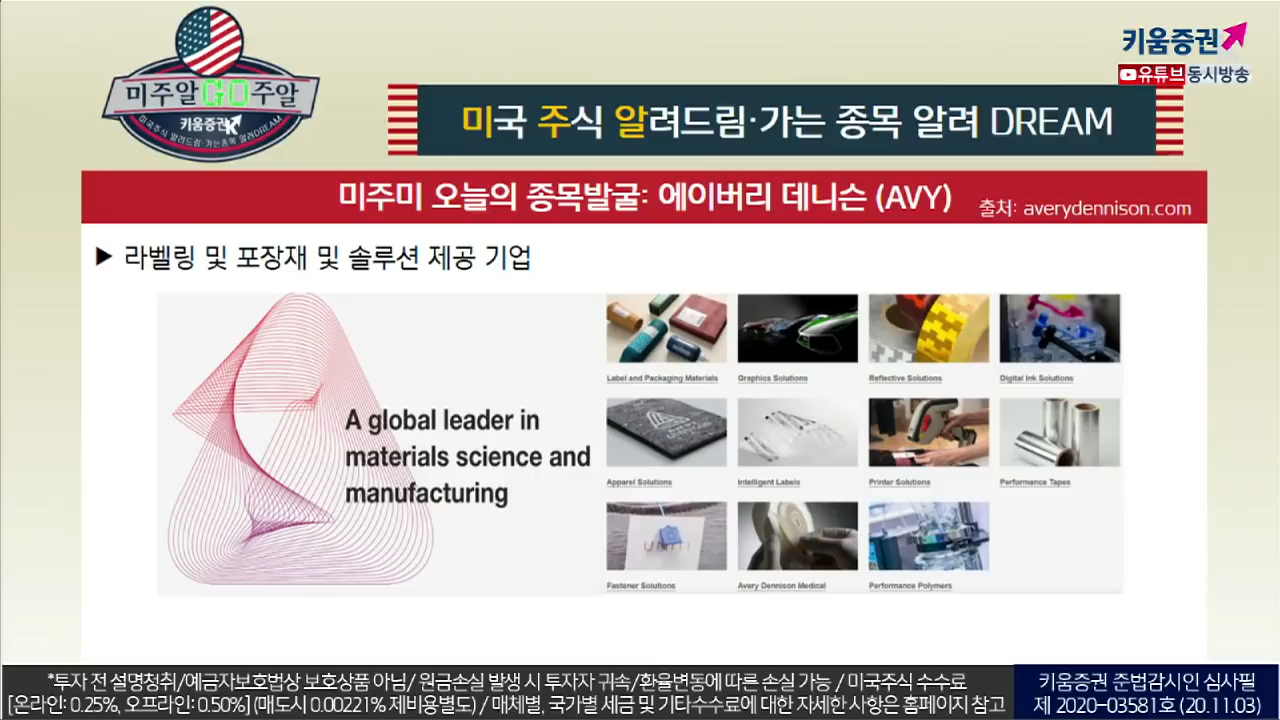 미주알GO주알
키움증권
미국주식 알려드림·가는종목 알려DREAM
키움증권
유튜브 동시방송
미국 주식 알려드림·가는 종목 알려 DREAM
미주미 오늘의 종목발굴: 에이버리 데니슨 (AVY)
출처: averydennison.com
▶ 라벨링 및 포장재 및 솔루션 제공 기업
A global leader in
materials science and
manufacturing
Label and Packaging Materials
Graphics Solutions
Reflective Solutions
Digital Ink Solutions
Apparel Solutions
Intelligent Labels
Printer Solutions
Performance Tapes
Fastener Solutions
Avery Dennison Medical
Performance Polymers
*투자 전 설명청취/예금자보호법상 보호상품 아님/ 원금손실 발생 시 투자자 귀속/환율변동에 따른 손실 가능 / 미국주식 수수료
[온라인: 0.25%, 오프라인: 0.50%] (매도시 0.00221% 제비용별도) / 매체별, 국가별 세금 및 기타수수료에 대한 자세한 사항은 홈페이지 참고
키움증권 준법감시인 심사필
제 2020-03581호 (20.11.03)